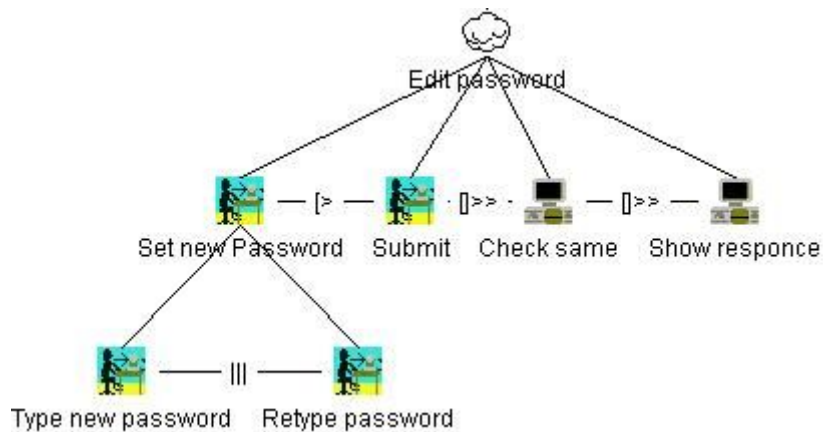 Edit password
[>
[]>>
[]>>
Set new Password
Submit
Check same
Show responce
|||
Type new password
Retype password